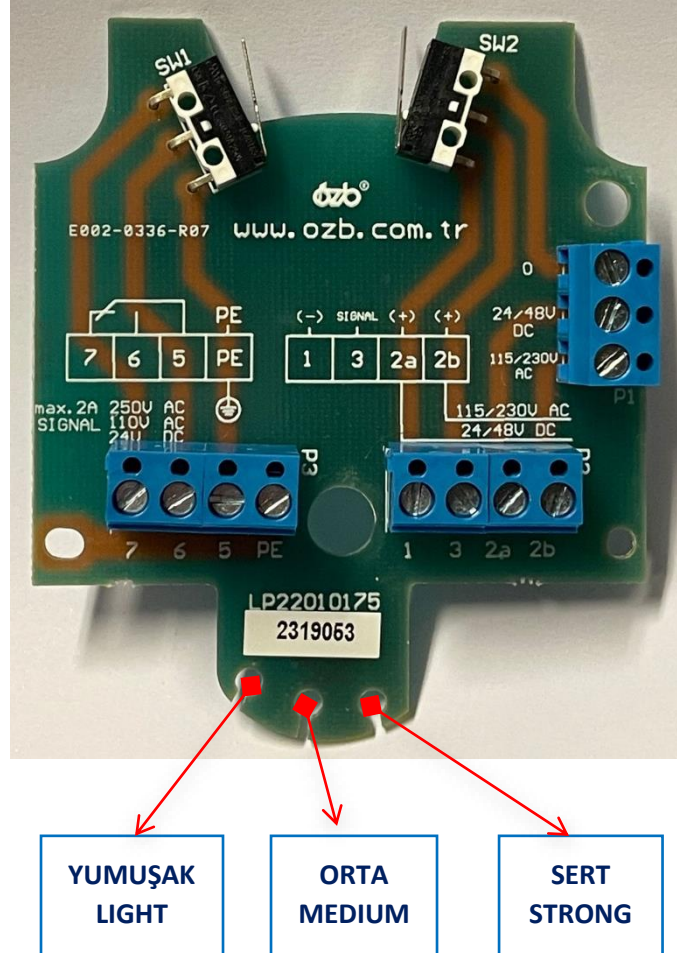 SW1
SW2
özb®
www.ozb.com.tr
E002-0336-R07
0
24/48V
DC
115/230V
AC
P1
PE
7 6 5 PE
(-) SIGNAL (+) (+)
1 3 2a 2b
max.2A 250V AC
SIGNAL 110V AC
24V DC
115/230V AC
24/48V DC
P3
7 6 5 PE
1 3 2a 2b
LP22010175
2319053
YUMUŞAK
LIGHT
ORTA
MEDIUM
SERT
STRONG